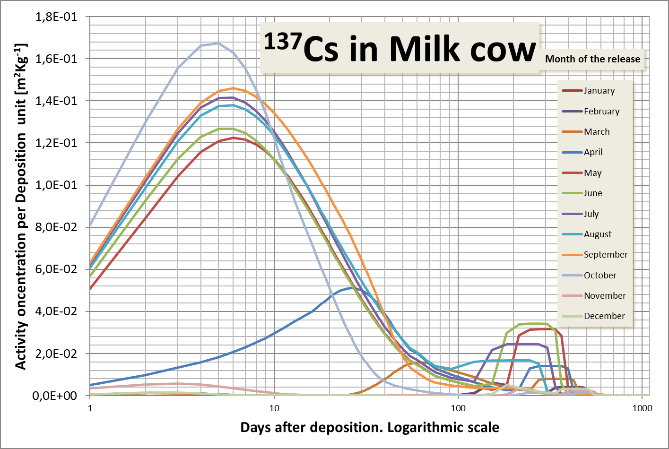 ¹³⁷Cs in Milk cow
Month of the release
January
February
March
April
May
June
July
August
September
October
November
December
Activity oncentration per Deposition unit [m²Kg⁻¹]
1,8E-01
1,6E-01
1,4E-01
1,2E-01
1,0E-01
8,0E-02
6,0E-02
4,0E-02
2,0E-02
0,0E+00
1 10 100 1000
Days after deposition. Logarithmic scale